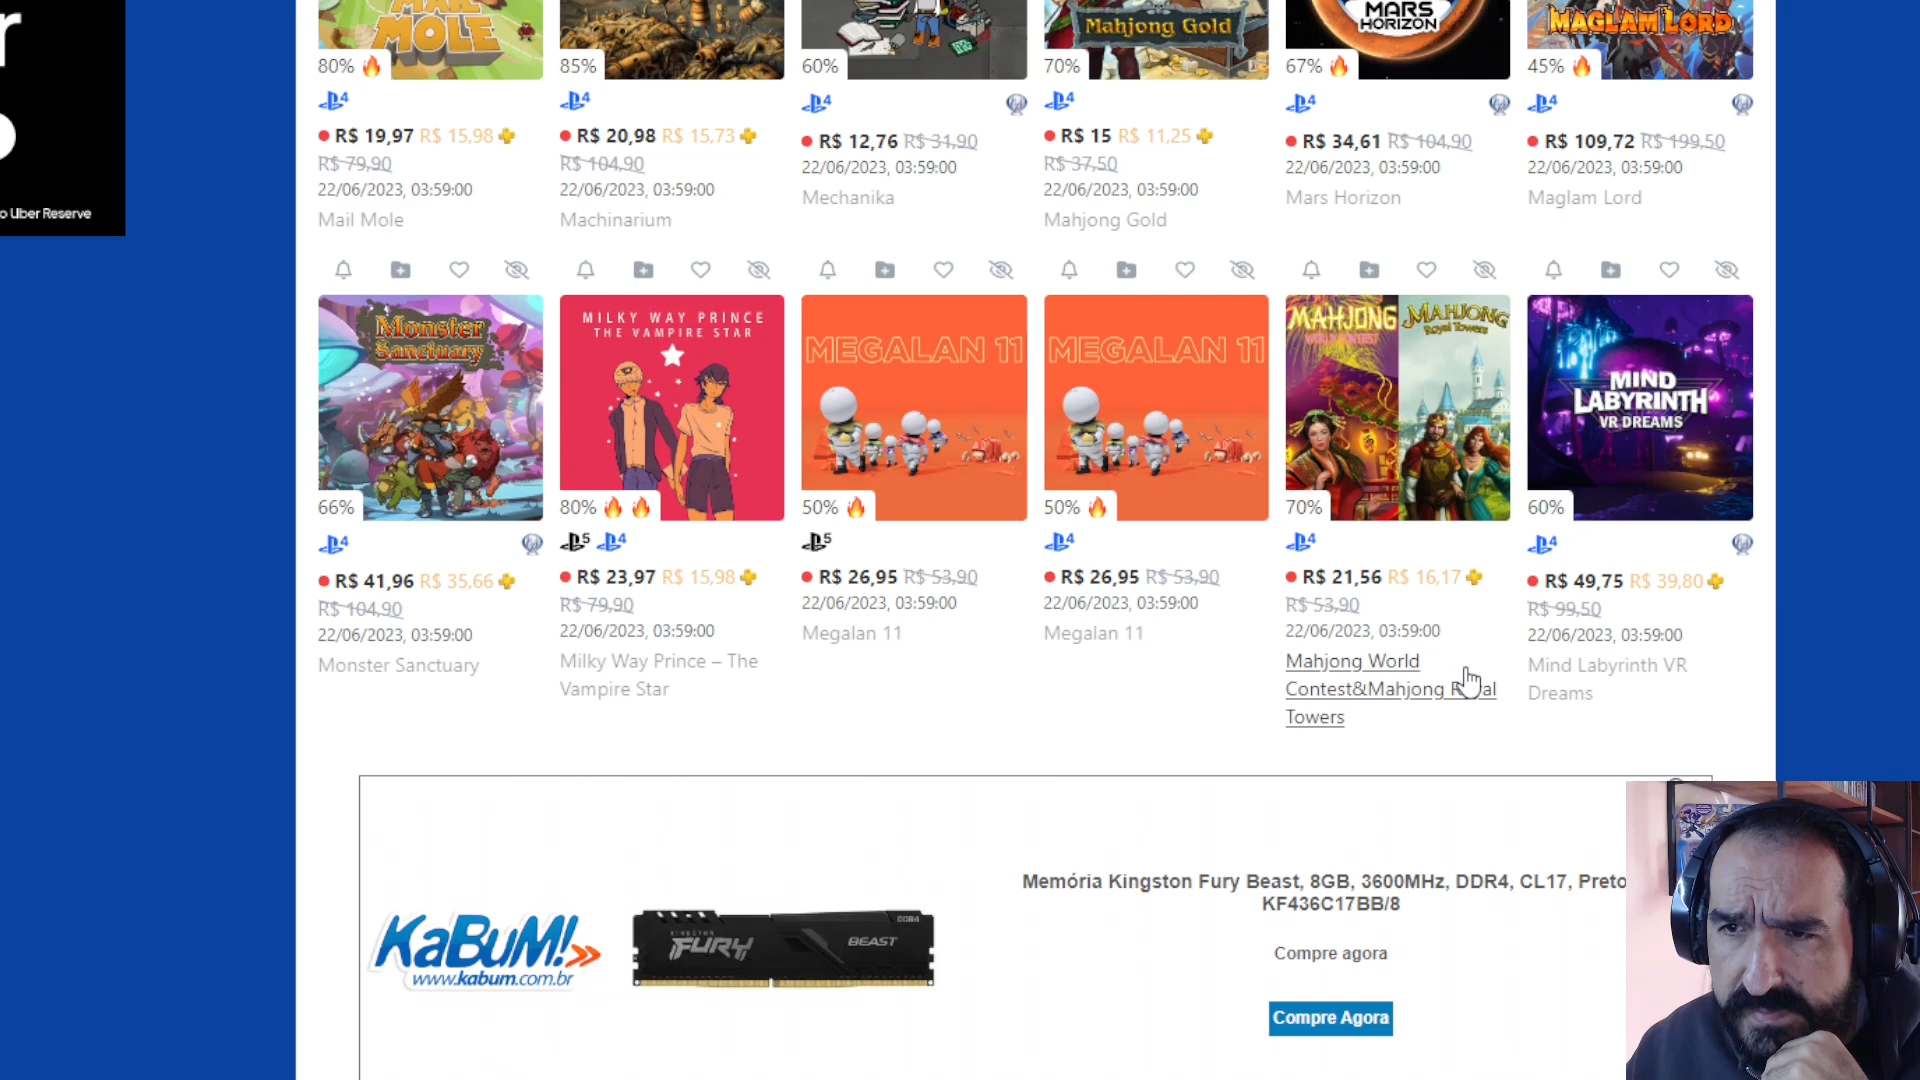 r
o Uber Reserve
MAIL
MOLE
Mahjong Gold
MARS
HORIZON
MAGLAM LORD
80%
85%
60%
70%
67%
45%
R$ 19,97 R$ 15,98
R$ 79,90
22/06/2023, 03:59:00
Mail Mole
R$ 20,98 R$ 15,73
R$ 104,90
22/06/2023, 03:59:00
Machinarium
R$ 12,76 R$ 31,90
22/06/2023, 03:59:00
Mechanika
R$ 15 R$ 11,25
R$ 37,50
22/06/2023, 03:59:00
Mahjong Gold
R$ 34,61 R$ 104,90
22/06/2023, 03:59:00
Mars Horizon
R$ 109,72 R$ 199,50
22/06/2023, 03:59:00
Maglam Lord
Monster
Sanctuary
66%
R$ 41,96 R$ 35,66
R$ 104,90
22/06/2023, 03:59:00
Monster Sanctuary
MILKY WAY PRINCE
THE VAMPIRE STAR
80%
R$ 23,97 R$ 15,98
R$ 79,90
22/06/2023, 03:59:00
Milky Way Prince – The
Vampire Star
MEGALAN 11
50%
R$ 26,95 R$ 53,90
22/06/2023, 03:59:00
Megalan 11
MEGALAN 11
50%
R$ 26,95 R$ 53,90
22/06/2023, 03:59:00
Megalan 11
MAHJONG
WORLD CONTEST
MAHJONG
Royal Towers
70%
R$ 21,56 R$ 16,17
R$ 53,90
22/06/2023, 03:59:00
Mahjong World
Contest&Mahjong Royal
Towers
MIND
LABYRINTH
VR DREAMS
60%
R$ 49,75 R$ 39,80
R$ 99,50
22/06/2023, 03:59:00
Mind Labyrinth VR
Dreams
KaBuM!
www.kabum.com.br
KINGSTON
FURY
BEAST
DDR4
Memória Kingston Fury Beast, 8GB, 3600MHz, DDR4, CL17, Preto
KF436C17BB/8
Compre agora
Compre Agora